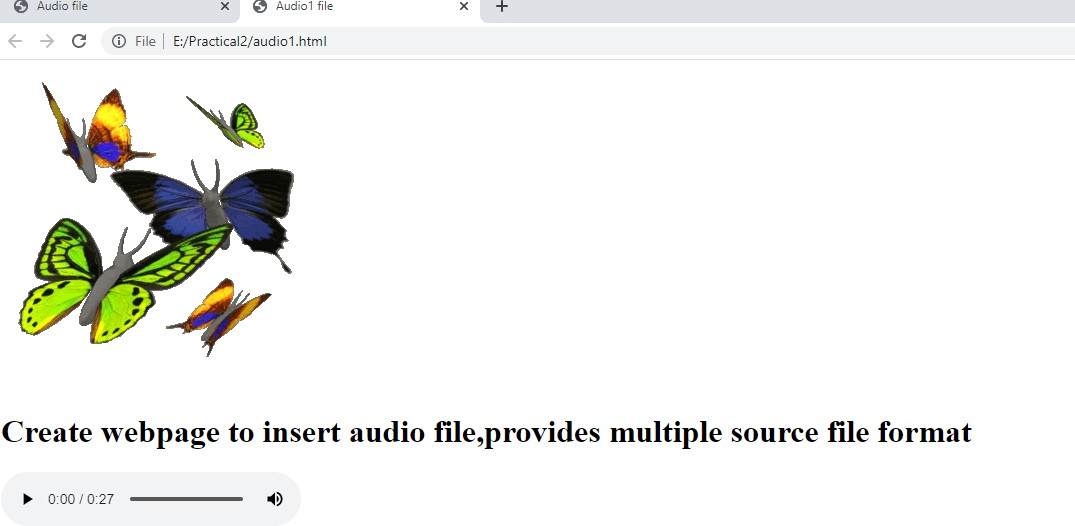 Audio file
Audio1 file
File E:/Practical2/audio1.html
Create webpage to insert audio file,provides multiple source file format
0:00 / 0:27